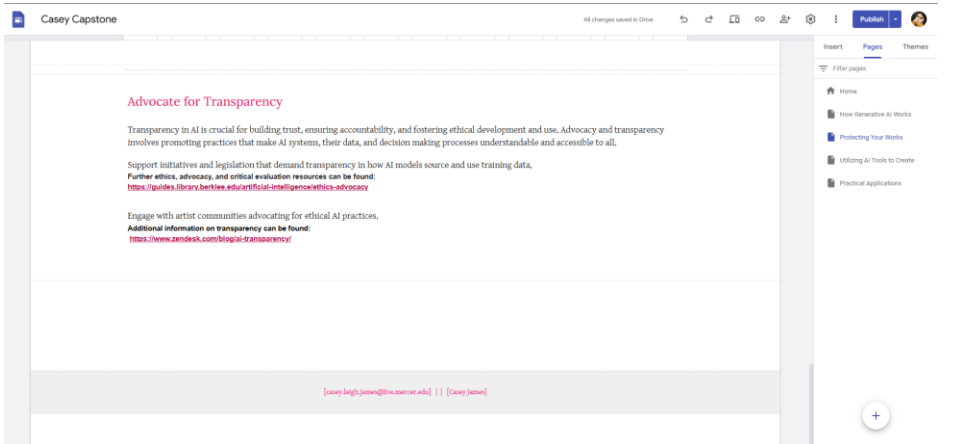 Casey Capstone
All changes saved in Drive
Publish
Insert Pages Themes
Filter pages
Home
How Generative AI Works
Protecting Your Works
Utilizing AI Tools to Create
Practical Applications
Advocate for Transparency
Transparency in AI is crucial for building trust, ensuring accountability, and fostering ethical development and use. Advocacy and transparency
involves promoting practices that make AI systems, their data, and decision making processes understandable and accessible to all,
Support initiatives and legislation that demand transparency in how AI models source and use training data,
Further ethics, advocacy, and critical evaluation resources can be found:
https://guides.library.berklee.edu/artificial-intelligence/ethics-advocacy
Engage with artist communities advocating for ethical AI practices,
Additional information on transparency can be found:
https://www.zendesk.com/blog/ai-transparency/
[casey.leigh.james@live.mercer.edu] | | [Casey James]